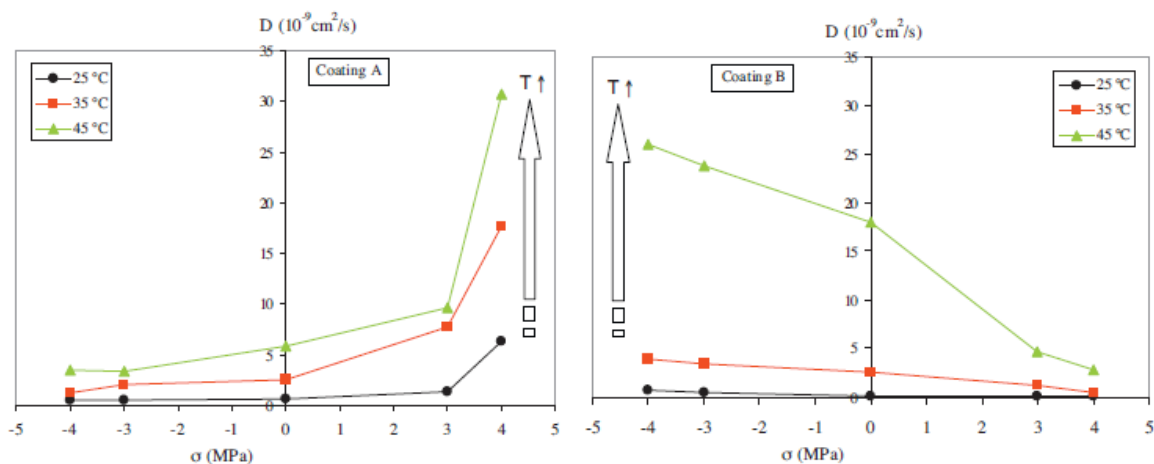 D (10⁻⁹cm²/s)
35
30
25
20
15
10
5
0
25 °C
35 °C
45 °C
Coating A
T ↑
-5 -4 -3 -2 -1 0 1 2 3 4 5
σ (MPa)
D (10⁻⁹cm²/s)
35
30
25
20
15
10
5
0
Coating B
T ↑
25 °C
35 °C
45 °C
-5 -4 -3 -2 -1 0 1 2 3 4 5
σ (MPa)